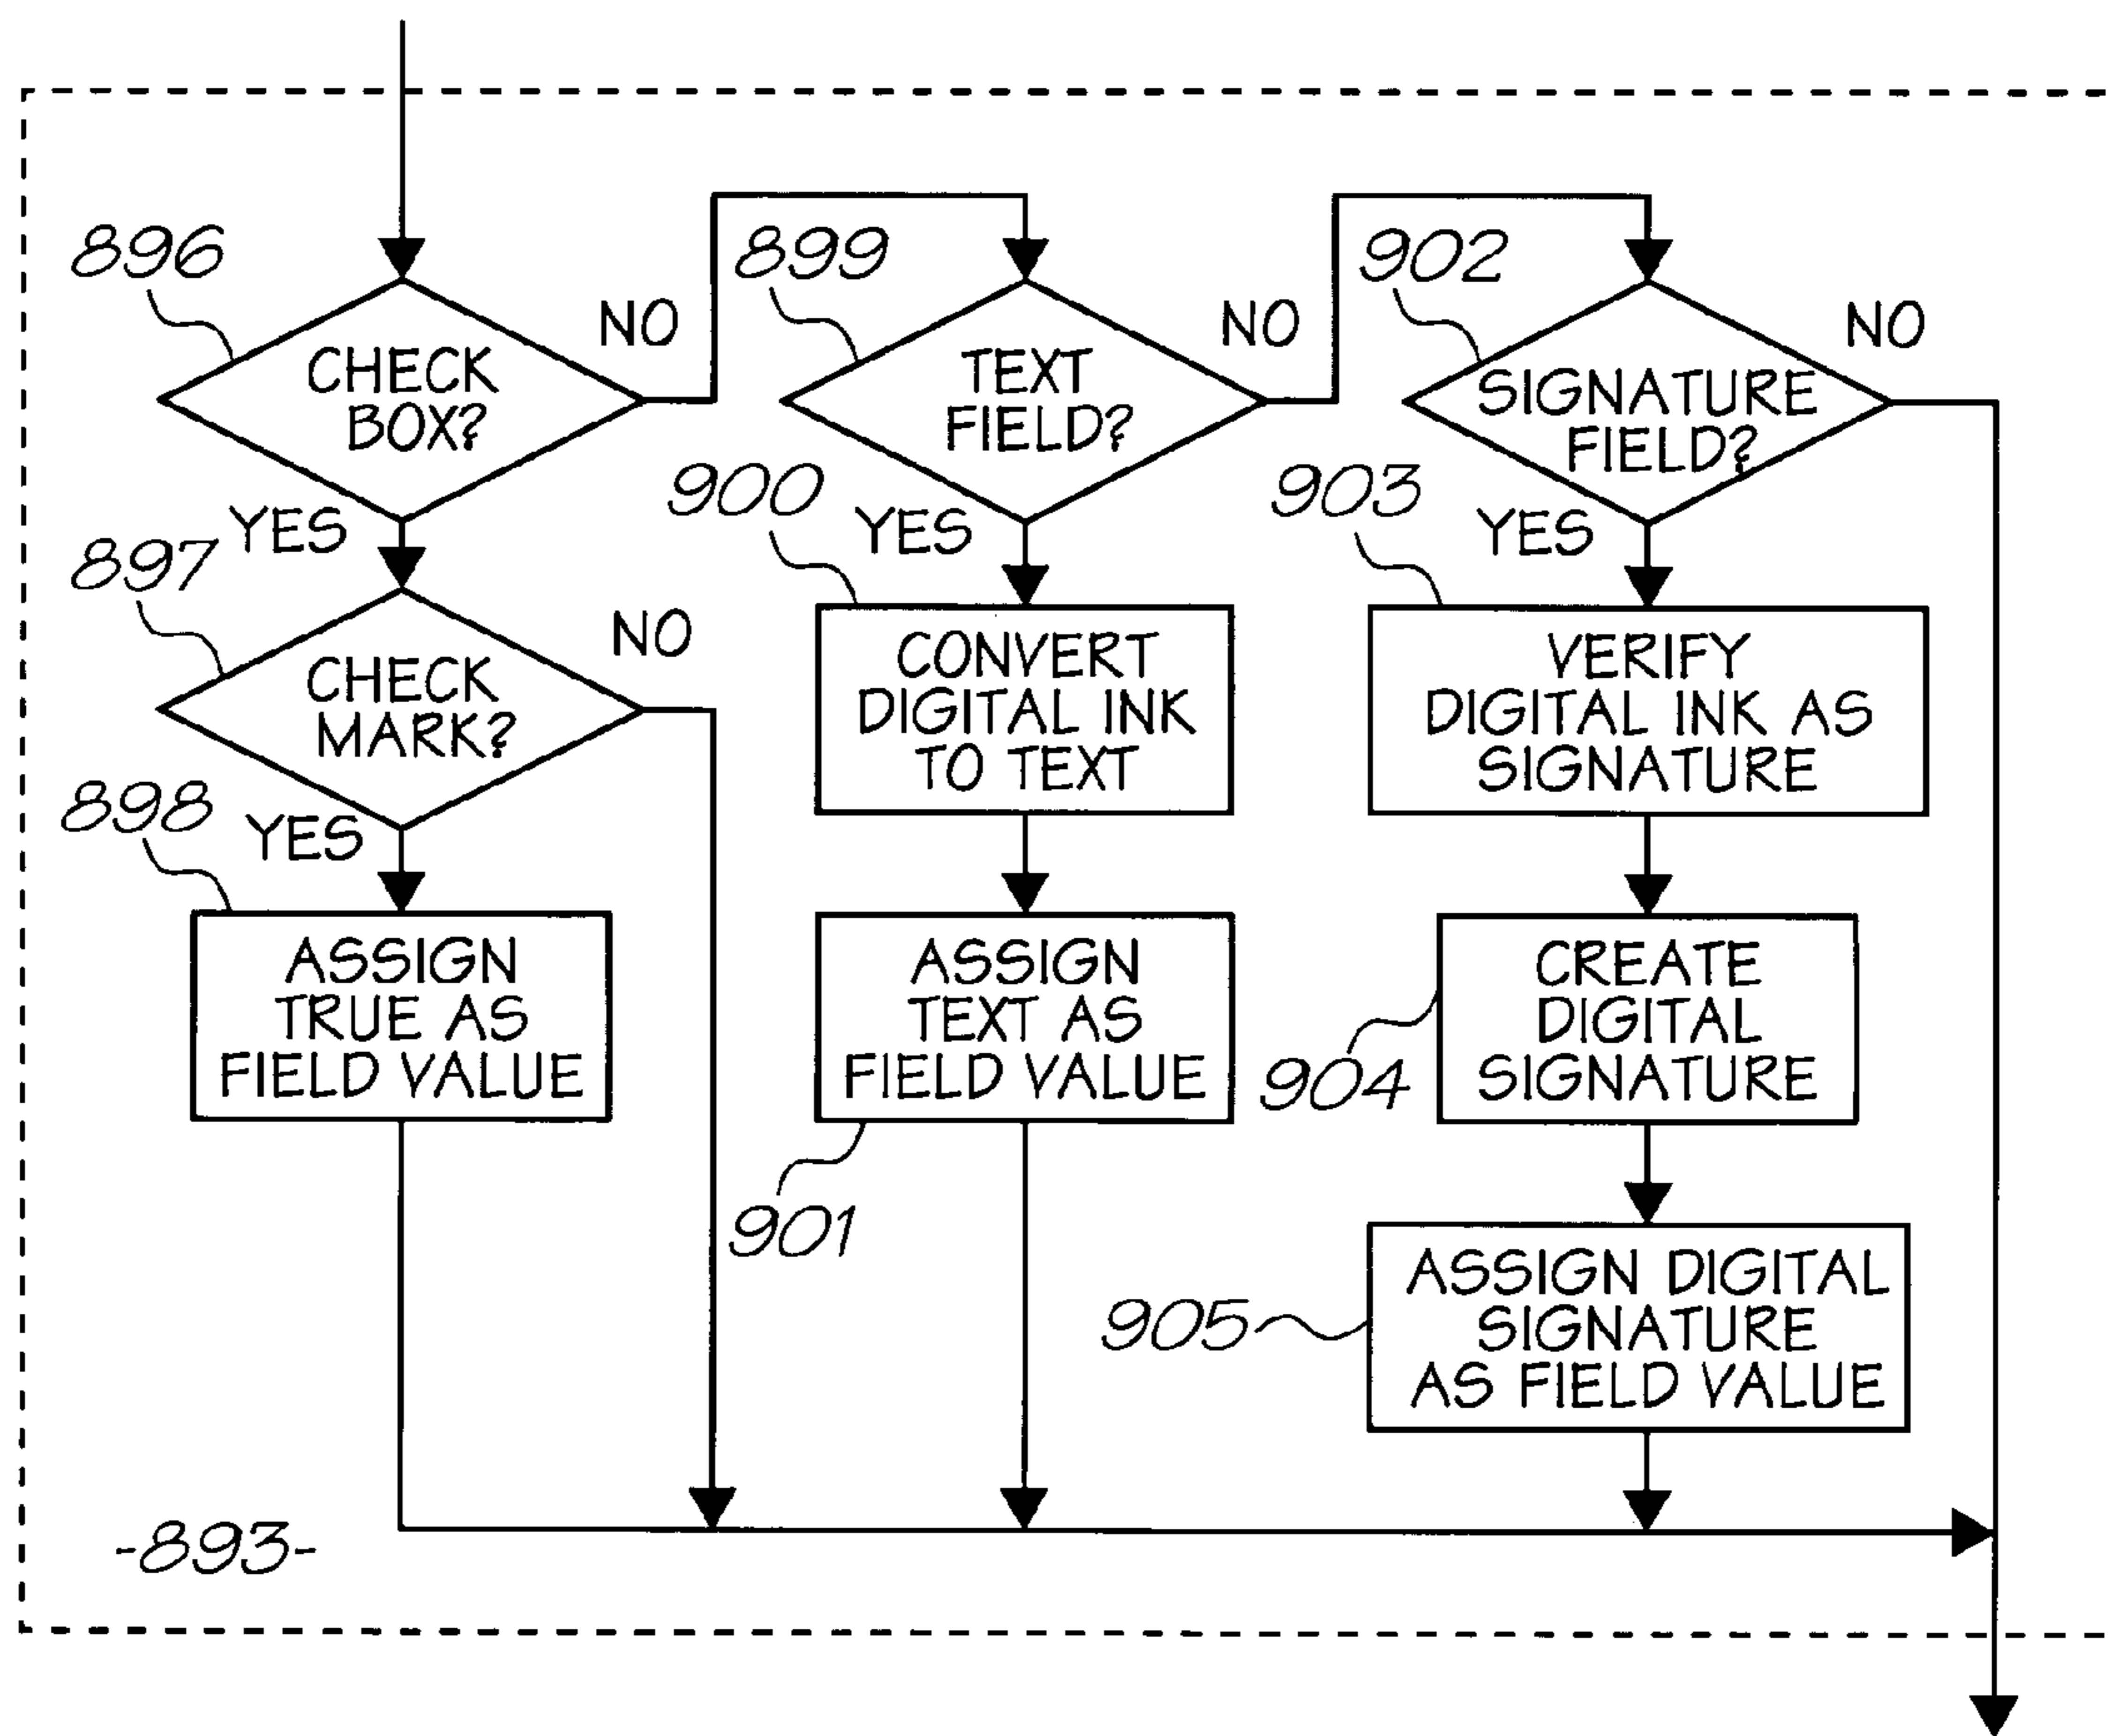 896
CHECK
BOX?
NO
YES
897
CHECK
MARK?
NO
YES
898
ASSIGN
TRUE AS
FIELD VALUE
899
TEXT
FIELD?
NO
YES
900
CONVERT
DIGITAL INK
TO TEXT
ASSIGN
TEXT AS
FIELD VALUE
901
902
SIGNATURE
FIELD?
NO
YES
903
VERIFY
DIGITAL INK AS
SIGNATURE
CREATE
DIGITAL
SIGNATURE
904
ASSIGN DIGITAL
SIGNATURE
AS FIELD VALUE
905
-893-